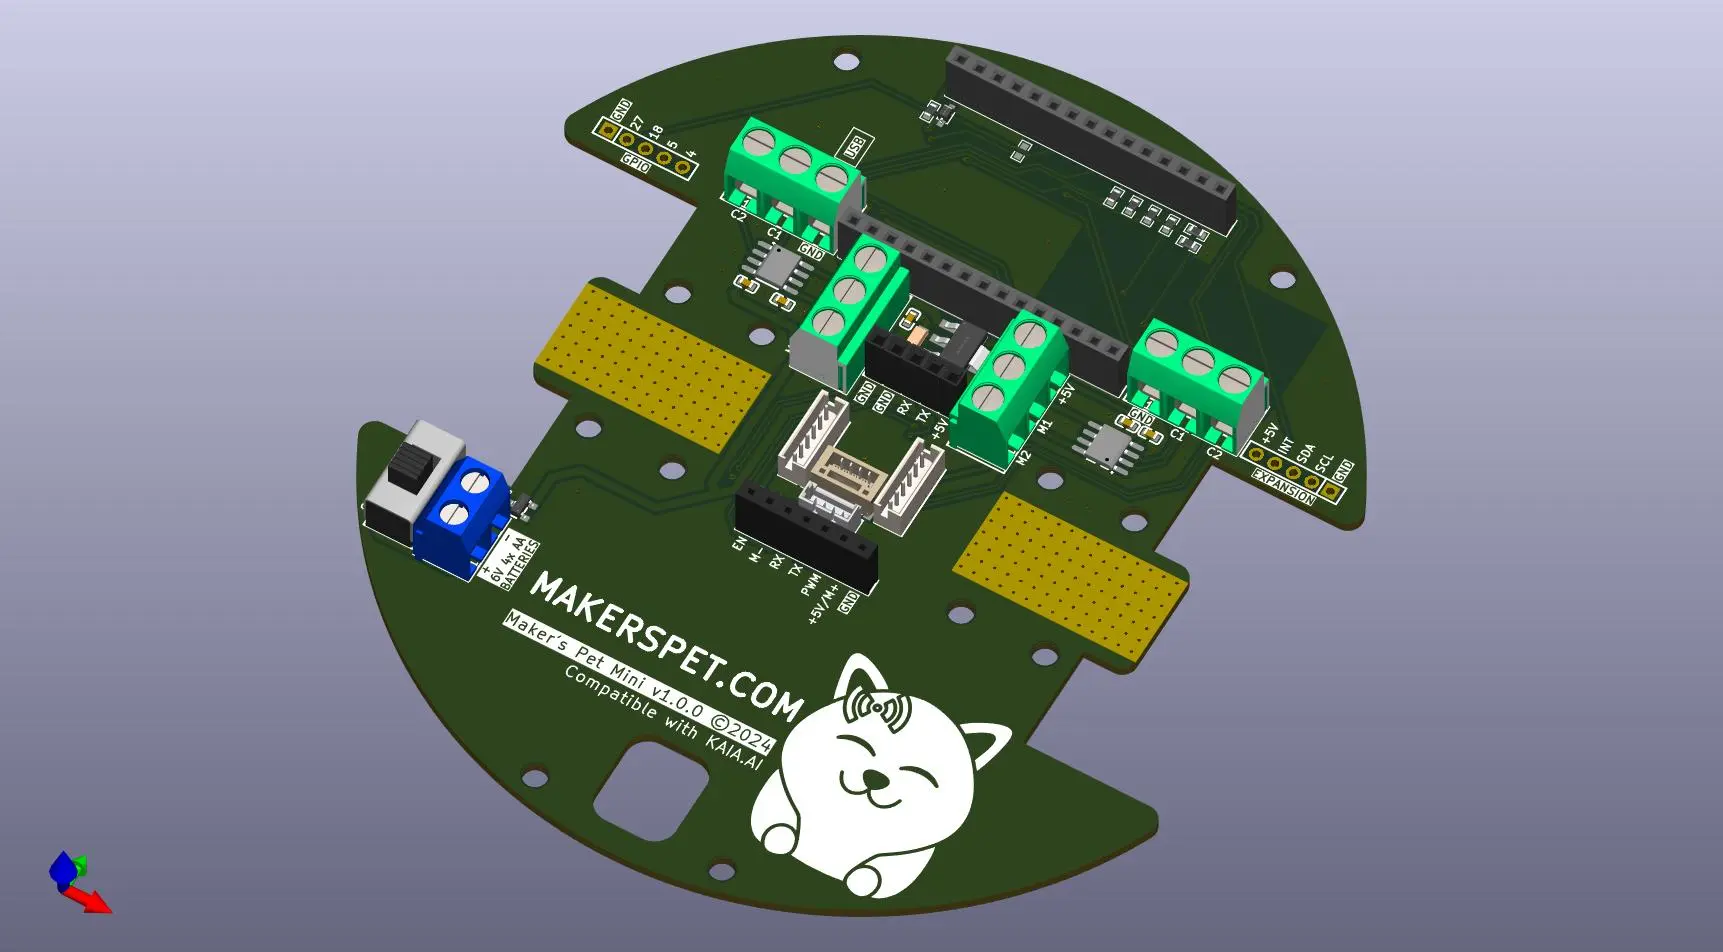 GND
27
18
5
4
GPIO
USB
C2
1
C1
GND
GND
GND
RX
TX
+5V
+5V
M1
M2
1
GND
C1
C2
+5V
INT
SDA
SCL
GND
EXPANSION
EN
M-
RX
TX
PWM
+5V/M+
GND
-
+
6V 4x AA
BATTERIES
MAKERSPET.COM
Maker's Pet Mini v1.0.0 ©2024
Compatible with KAIA.AI